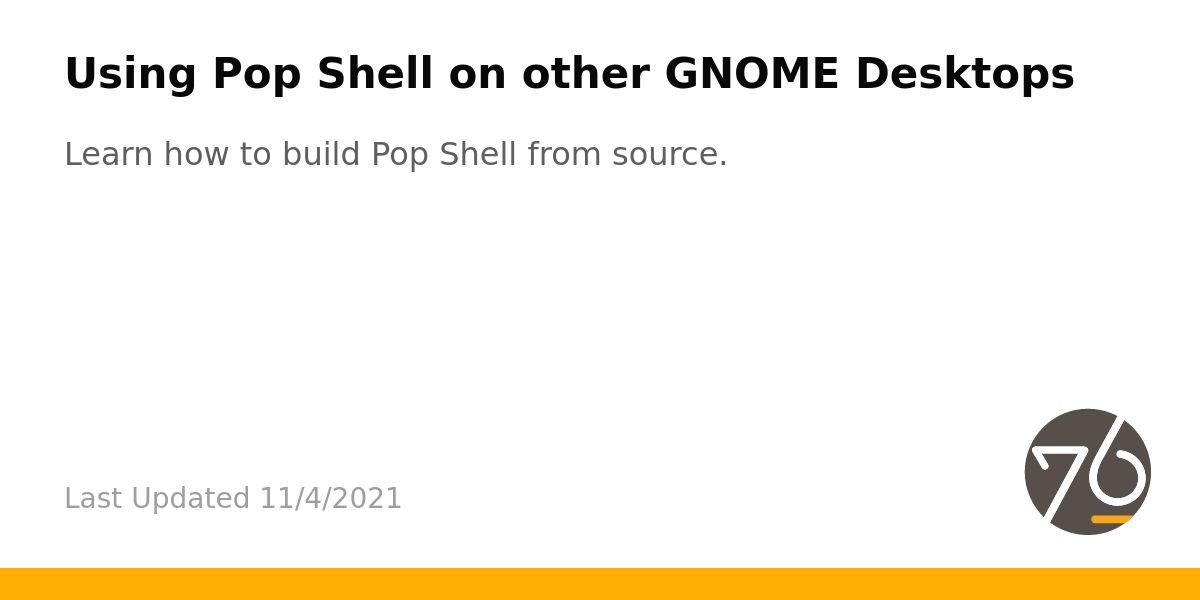 Using Pop Shell on other GNOME Desktops
Learn how to build Pop Shell from source.
Last Updated 11/4/2021
76